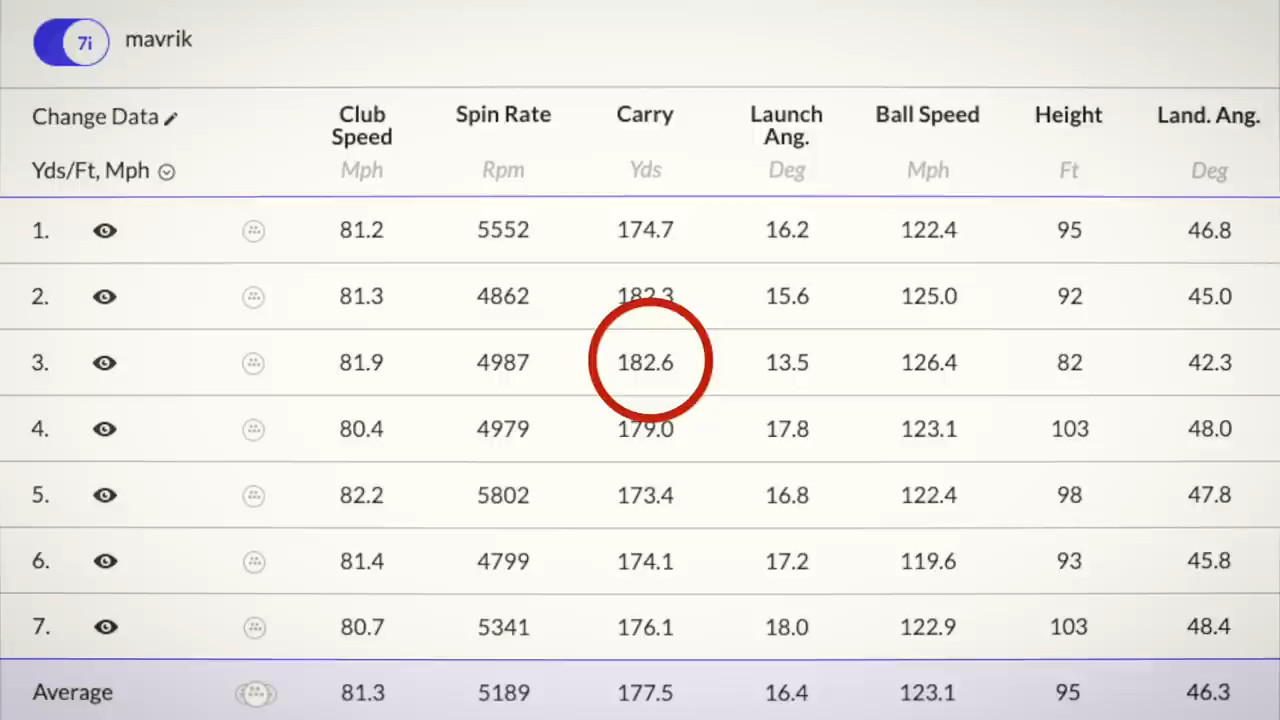 7i mavrik
Change Data Club Speed Spin Rate Carry Launch Ang. Ball Speed Height Land. Ang.
Yds/Ft, Mph Mph Rpm Yds Deg Mph Ft Deg
1. 81.2 5552 174.7 16.2 122.4 95 46.8
2. 81.3 4862 182.3 15.6 125.0 92 45.0
3. 81.9 4987 182.6 13.5 126.4 82 42.3
4. 80.4 4979 179.0 17.8 123.1 103 48.0
5. 82.2 5802 173.4 16.8 122.4 98 47.8
6. 81.4 4799 174.1 17.2 119.6 93 45.8
7. 80.7 5341 176.1 18.0 122.9 103 48.4
Average 81.3 5189 177.5 16.4 123.1 95 46.3